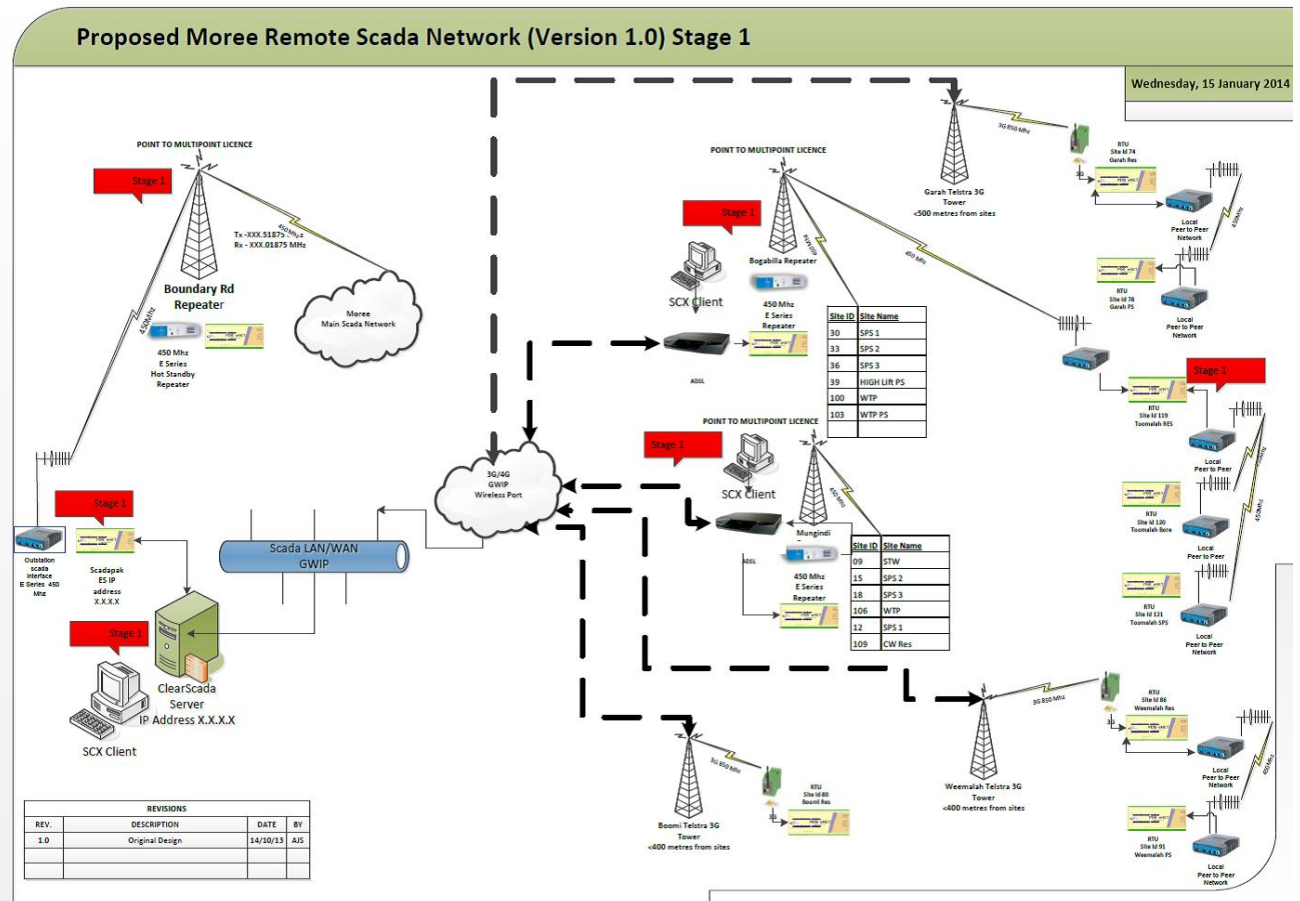 Proposed Moree Remote Scada Network (Version 1.0) Stage 1
Wednesday, 15 January 2014
POINT TO MULTIPOINT LICENCE
Stage 1
Tx -XXX.51875
Rx - XXX.01875 MHz
450 Mhz
Boundary Rd
Repeater
450 Mhz
E Series
Hot Standby
Repeater
Moree
Main Scada Network
450Mhz
Outstation
scada
interface
E Series 450
Mhz
Stage 1
Scadapak
ES IP
address
X.X.X.X
Scada LAN/WAN
GWIP
Stage 1
SCX Client
ClearScada
Server
IP Address X.X.X.X
3G/4G
GWIP
Wireless Port
POINT TO MULTIPOINT LICENCE
Stage 1
SCX Client
Bogabilla Repeater
450 Mhz
450 Mhz
E Series
Repeater
ADSL
450 Mhz
Site ID Site Name
30 SPS 1
33 SPS 2
36 SPS 3
39 HIGH Lift PS
100 WTP
103 WTP PS
POINT TO MULTIPOINT LICENCE
Stage 1
SCX Client
Mungindi
450 Mhz
ADSL
450 Mhz
E Series
Repeater
Site ID Site Name
09 STW
15 SPS 2
18 SPS 3
106 WTP
12 SPS 1
109 CW Res
Garah Telstra 3G
Tower
<500 metres from sites
3G 850 Mhz
3G
RTU
Site Id 74
Garah Res
Local
Peer to Peer
Network
450Mhz
RTU
Site Id 78
Garah PS
Local
Peer to Peer
Network
Stage 1
RTU
Site Id 119
Toomalah RES
Local
Peer to Peer
450Mhz
RTU
Site Id 120
Toomalah Bore
Local
Peer to Peer
450Mhz
RTU
Site Id 121
Toomalah SPS
Local
Peer to Peer
Network
Weemalah Telstra 3G
Tower
<400 metres from sites
3G 850 Mhz
3G
RTU
Site Id 86
Weemalah Res
Local
Peer to Peer
Network
450 Mhz
RTU
Site Id 91
Weemalah PS
Local
Peer to Peer
Network
Boomi Telstra 3G
Tower
<400 metres from sites
3G 850 Mhz
3G
RTU
Site Id 80
Boomi Res
REVISIONS
REV. DESCRIPTION DATE BY
1.0 Original Design 14/10/13 AJS